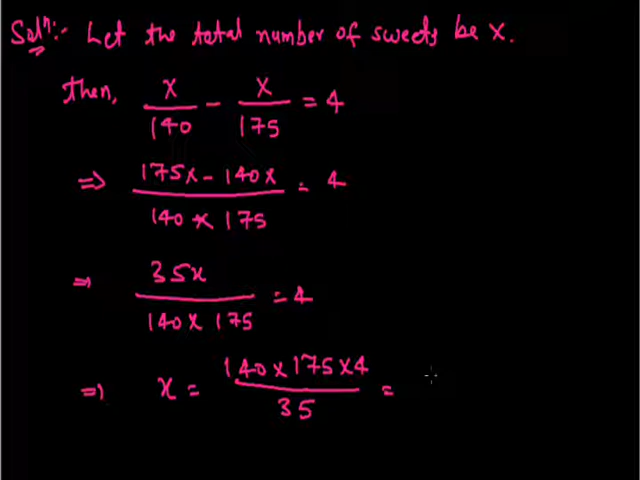 Solⁿ:- Let the total number of sweets be x.
then, x/140 - x/175 = 4
⇒ (175x - 140x)/(140 × 175) = 4
⇒ 35x/(140 × 175) = 4
⇒ x = (140 × 175 × 4)/35 =